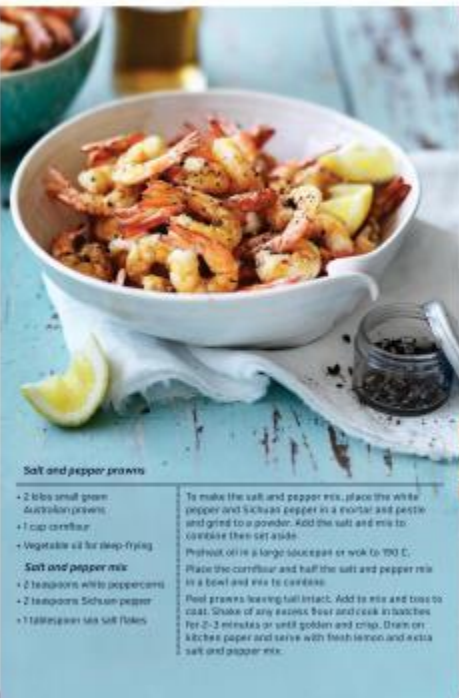 Salt and pepper prawns
• 2 kilos small green
Australian prawns
• 1 cup cornflour
• Vegetable oil for deep-frying
Salt and pepper mix
• 2 teaspoons white peppercorns
• 2 teaspoons Sichuan pepper
• 1 tablespoon sea salt flakes
To make the salt and pepper mix, place the white
pepper and Sichuan pepper in a mortar and pestle
and grind to a powder. Add the salt and mix to
combine then set aside.
Preheat oil in a large saucepan or wok to 190 C.
Place the cornflour and half the salt and pepper mix
in a bowl and mix to combine.
Peel prawns leaving tail intact. Add to mix and toss to
coat. Shake of any excess flour and cook in batches
for 2-3 minutes or until golden and crisp. Drain on
kitchen paper and serve with fresh lemon and extra
salt and pepper mix.